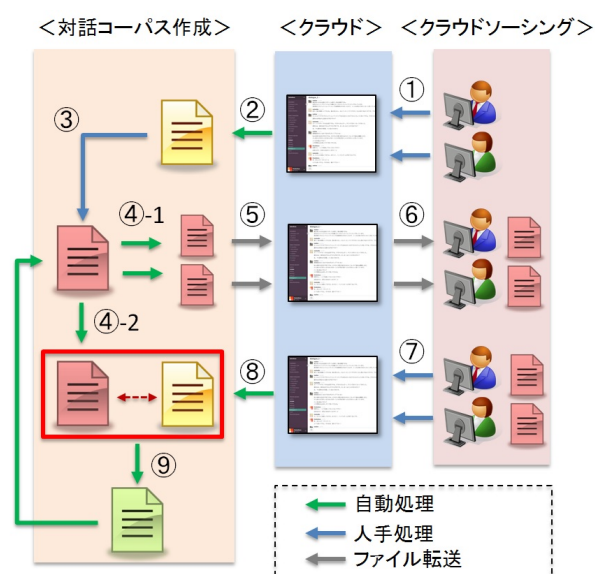 ＜対話コーパス作成＞
＜クラウド＞
＜クラウドソーシング＞
①
②
③
④-1
⑤
⑥
④-2
⑦
⑧
⑨
自動処理
人手処理
ファイル転送